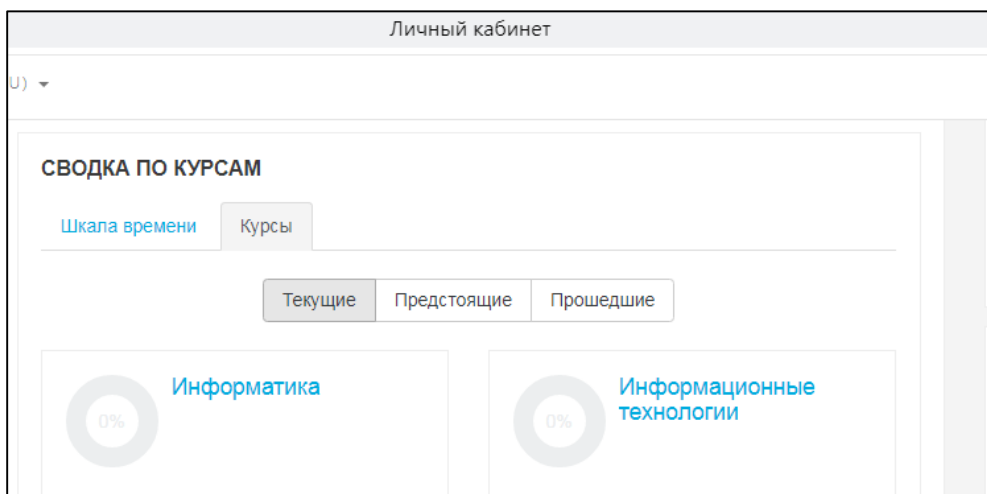 Личный кабинет
U)
СВОДКА ПО КУРСАМ
Шкала времени Курсы
Текущие Предстоящие Прошедшие
0% Информатика
0% Информационные
технологии